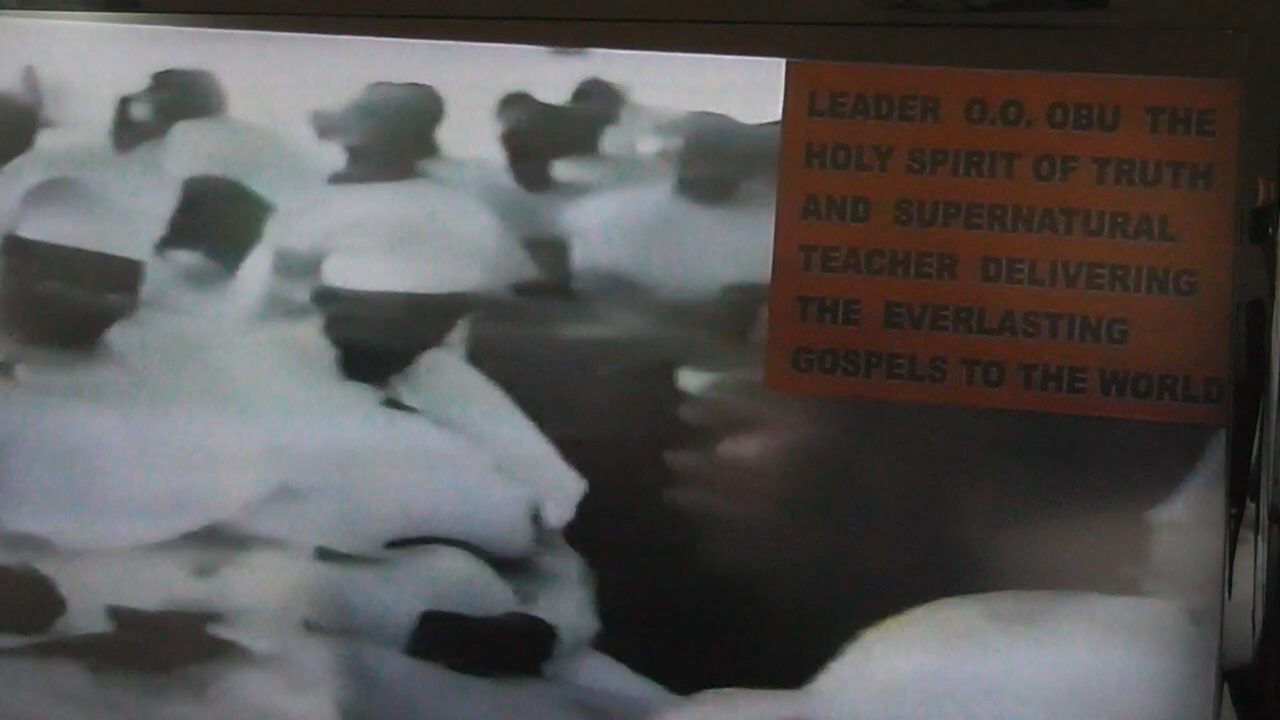 LEADER O.O. OBU THE
HOLY SPIRIT OF TRUTH
AND SUPERNATURAL
TEACHER DELIVERING
THE EVERLASTING
GOSPELS TO THE WORLD